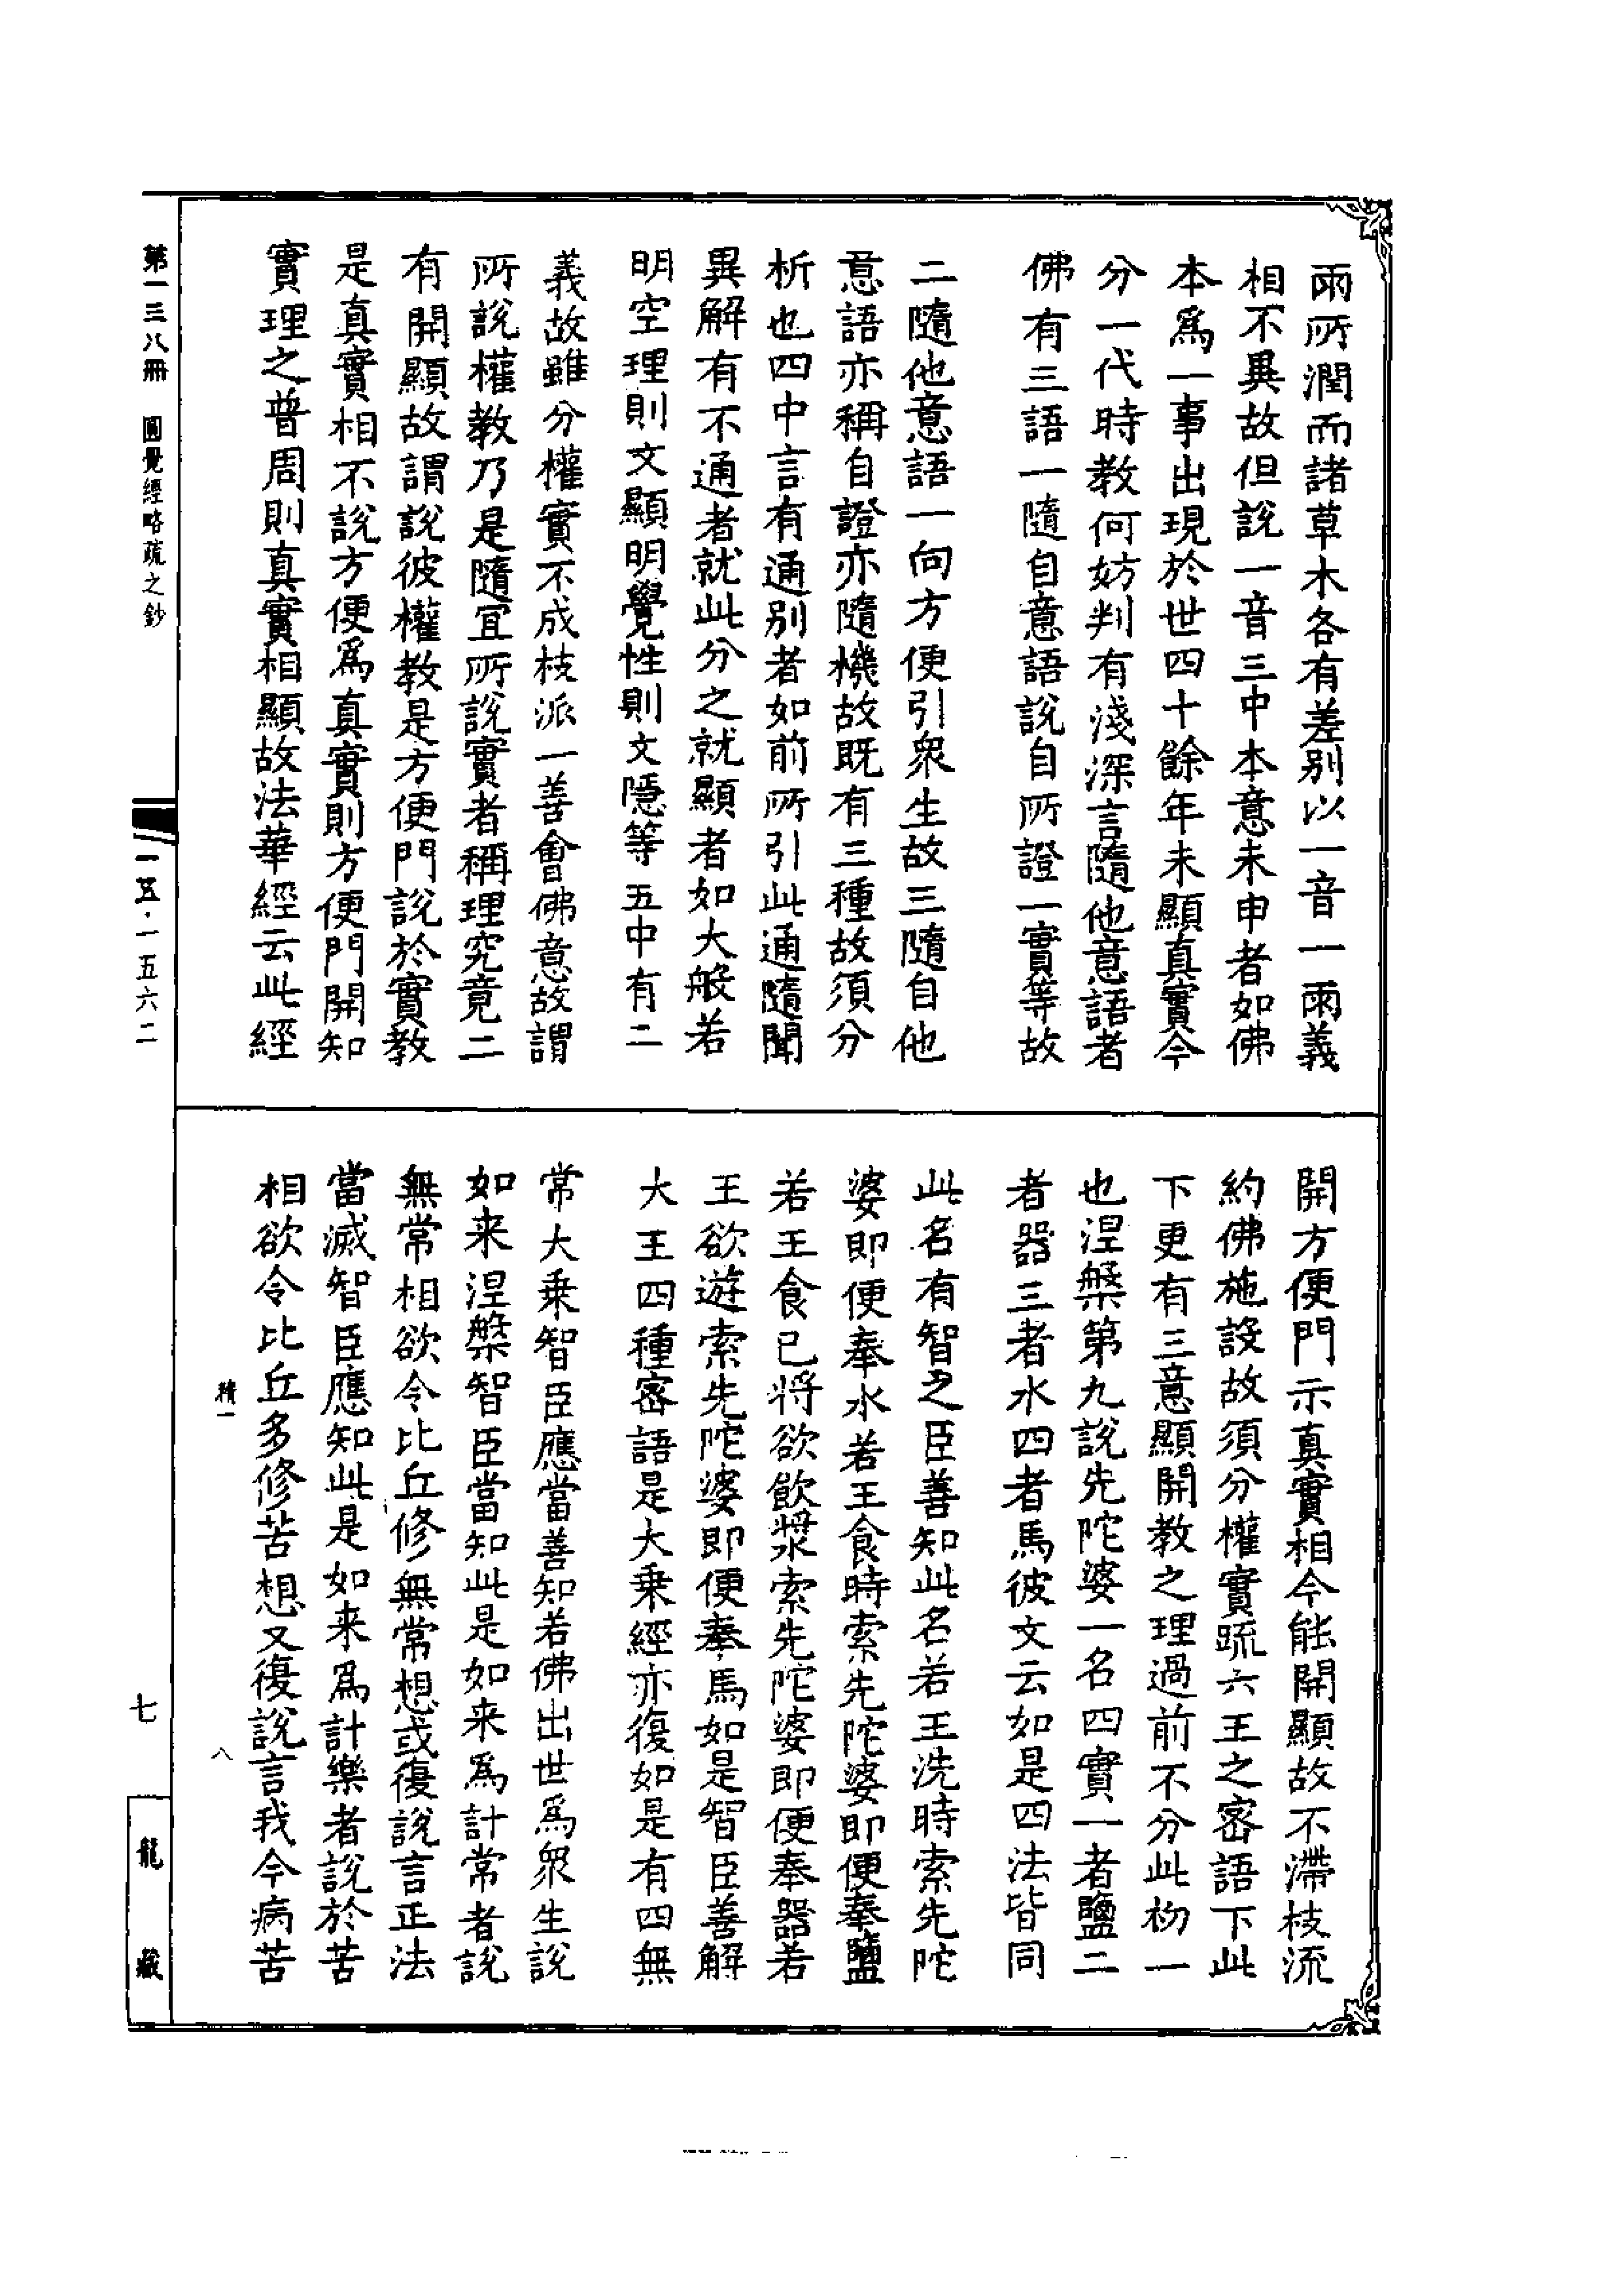 雨所潤而諸草木各有差別以一音一雨義
相不異故但說一音三中本意未申者如佛
本爲一事出現於世四十餘年未顯真實今
分一代時教何妨判有淺深言隨他意語者
佛有三語一隨自意語說自所證一實等故
二隨他意語一向方便引衆生故三隨自他
意語亦稱自證亦隨機故既有三種故須分
析也四中言有通別者如前所引此通隨聞
異解有不通者就此分之就顯者如大般若
明空理則文顯明覺性則文隱等五中有二
義故雖分權實不成枝派一善會佛意故謂
所說權教乃是隨宜所說實者稱理究竟二
有開顯故謂說彼權教是方便門說於實教
是真實相不說方便爲真實則方便門開知
實理之普周則真實相顯故法華經云此經
開方便門示真實相今能開顯故不滯枝流
約佛施設故須分權實疏六王之密語下此
下更有三意顯開教之理過前不分此初一
也涅槃第九說先陀婆一名四實一者鹽二
者器三者水四者馬彼文云如是四法皆同
此名有智之臣善知此名若王洗時索先陀
婆即便奉水若王食時索先陀婆即便奉鹽
若王食已將欲飲漿索先陀婆即便奉器若
王欲遊索先陀婆即便奉馬如是智臣善解
大王四種密語是大乘經亦復如是有四無
常大乘智臣應當善知若佛出世爲衆生說
如来涅槃智臣當知此是如来爲計常者說
無常相欲令比丘修無常想或復說言正法
當滅智臣應知此是如来爲計樂者說於苦
相欲令比丘多修苦想又復說言我今病苦
精一
八
第一三八冊 圓覺經略疏之鈔
一五·一五六二
七
龍藏